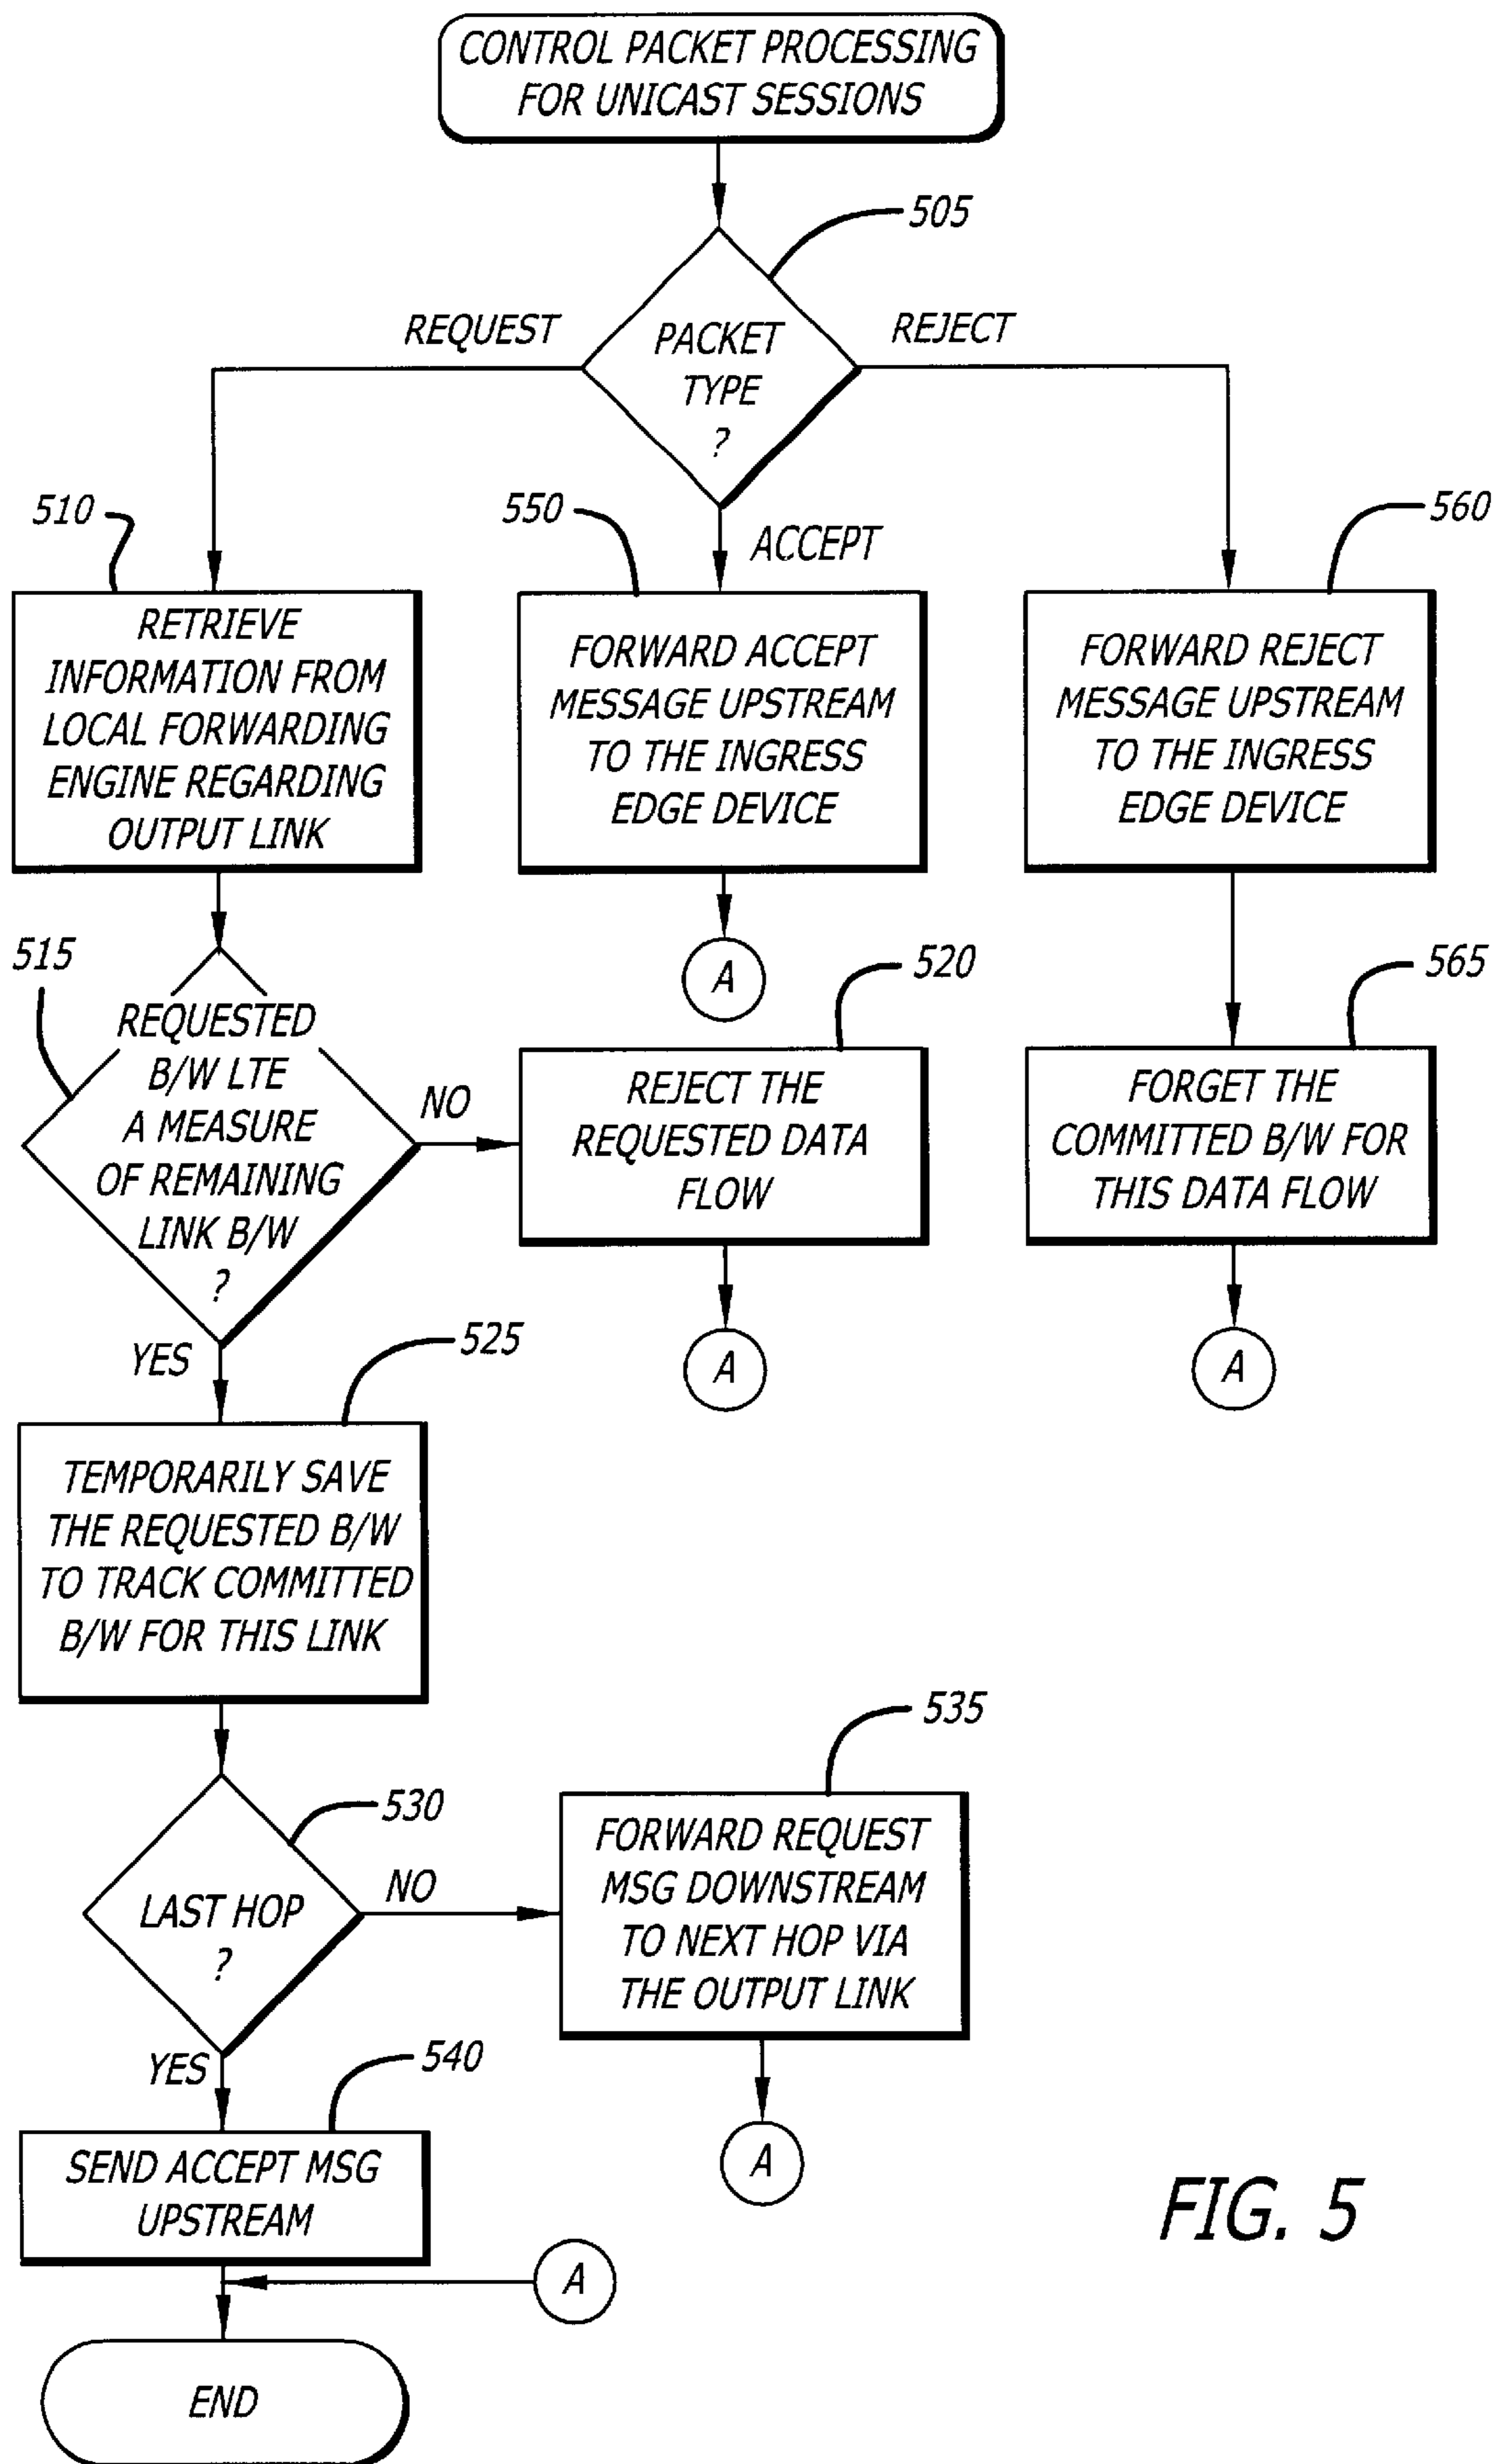 CONTROL PACKET PROCESSING
FOR UNICAST SESSIONS
505
REQUEST
PACKET
TYPE
?
REJECT
ACCEPT
510
RETRIEVE
INFORMATION FROM
LOCAL FORWARDING
ENGINE REGARDING
OUTPUT LINK
550
FORWARD ACCEPT
MESSAGE UPSTREAM
TO THE INGRESS
EDGE DEVICE
A
560
FORWARD REJECT
MESSAGE UPSTREAM
TO THE INGRESS
EDGE DEVICE
515
REQUESTED
B/W LTE
A MEASURE
OF REMAINING
LINK B/W
?
NO
YES
520
REJECT THE
REQUESTED DATA
FLOW
A
565
FORGET THE
COMMITTED B/W FOR
THIS DATA FLOW
A
525
TEMPORARILY SAVE
THE REQUESTED B/W
TO TRACK COMMITTED
B/W FOR THIS LINK
530
LAST HOP
?
NO
YES
535
FORWARD REQUEST
MSG DOWNSTREAM
TO NEXT HOP VIA
THE OUTPUT LINK
A
540
SEND ACCEPT MSG
UPSTREAM
A
END
FIG. 5